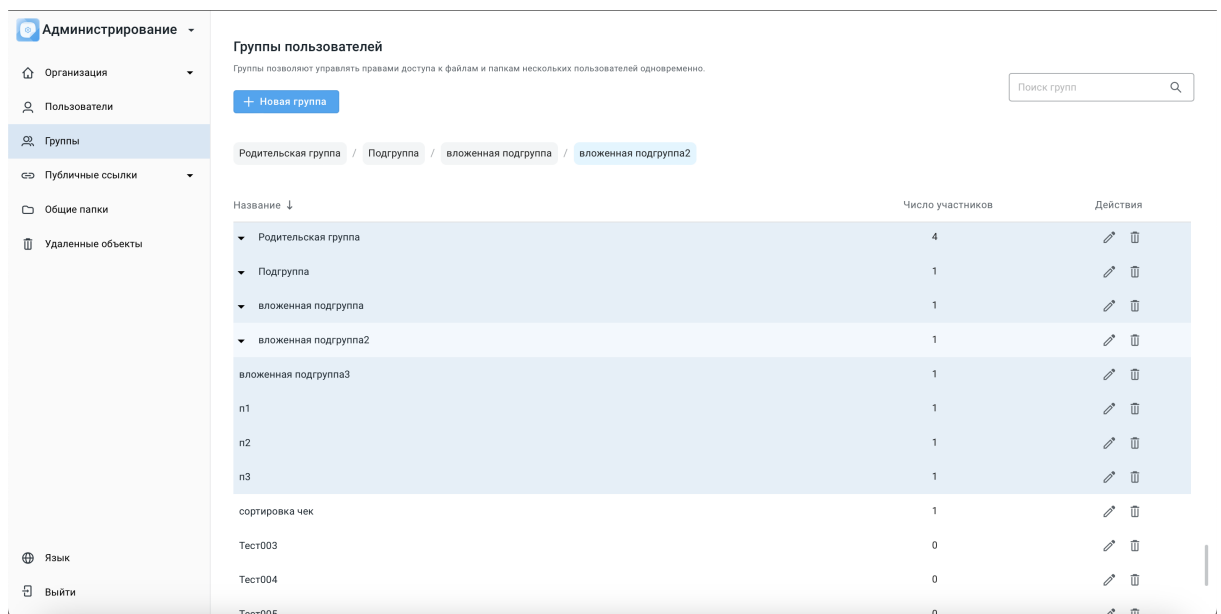 Администрирование
Группы пользователей
Группы позволяют управлять правами доступа к файлам и папкам нескольких пользователей одновременно.
Организация
Поиск групп
Новая группа
Пользователи
Группы
Родительская группа / Подгруппа / вложенная подгруппа / вложенная подгруппа2
Публичные ссылки
Общие папки
Удаленные объекты
Название ↓ Число участников Действия
Родительская группа 4
Подгруппа 1
вложенная подгруппа 1
вложенная подгруппа2 1
вложенная подгруппа3 1
п1 1
п2 1
п3 1
сортировка чек 1
Тест003 0
Тест004 0
Тест005 0
Язык
Выйти